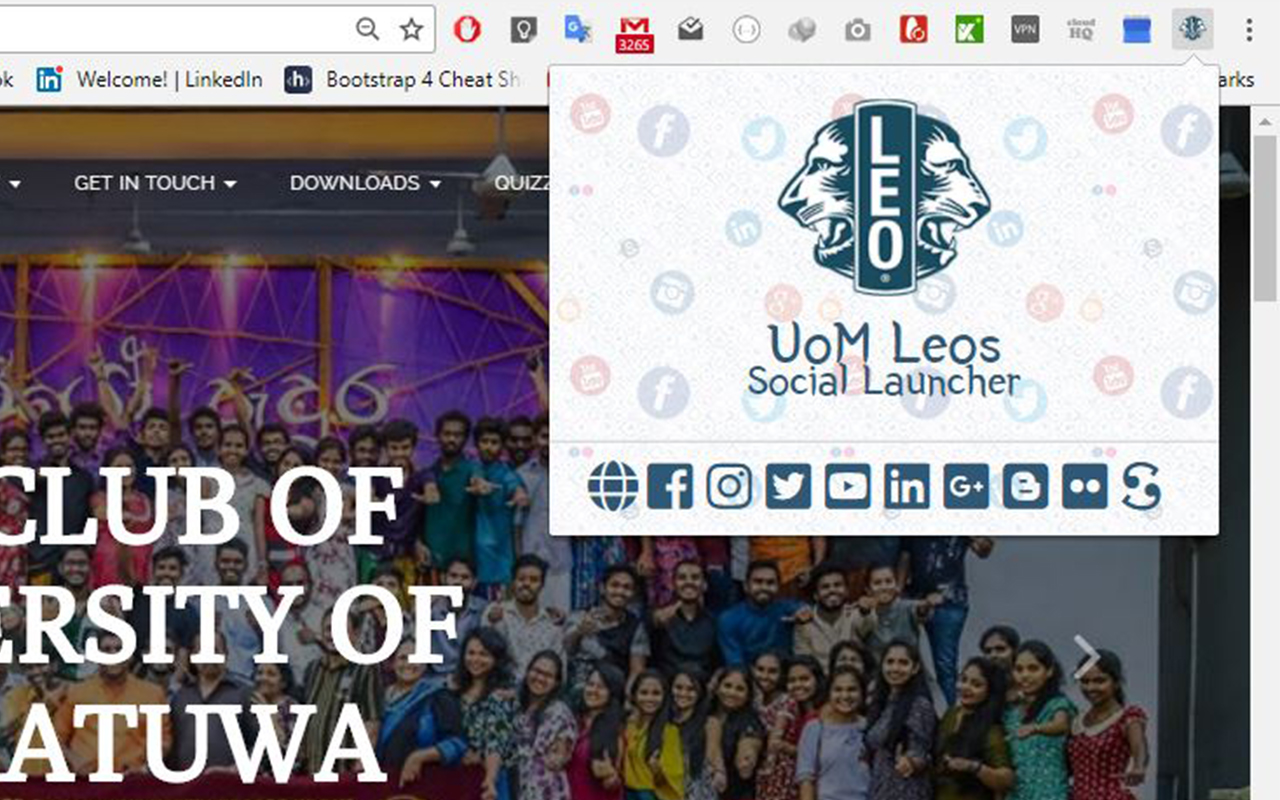 3265
VPN
cloud
HQ
ok
Welcome! | LinkedIn
Bootstrap 4 Cheat Sh
arks
GET IN TOUCH
DOWNLOADS
QUIZZ
LEO
UoM Leos
Social Launcher
CLUB OF
ERSITY OF
ATUWA